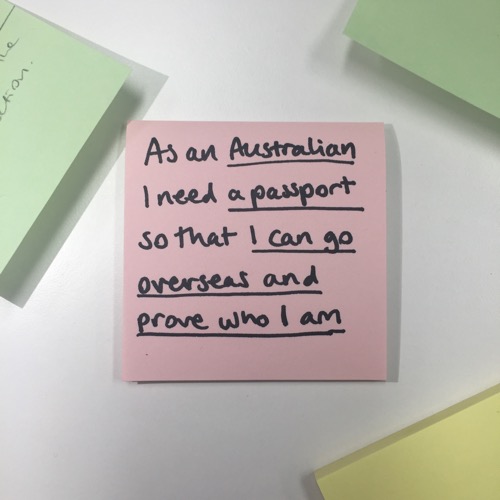 As an Australian
I need a passport
so that I can go
overseas and
prove who I am